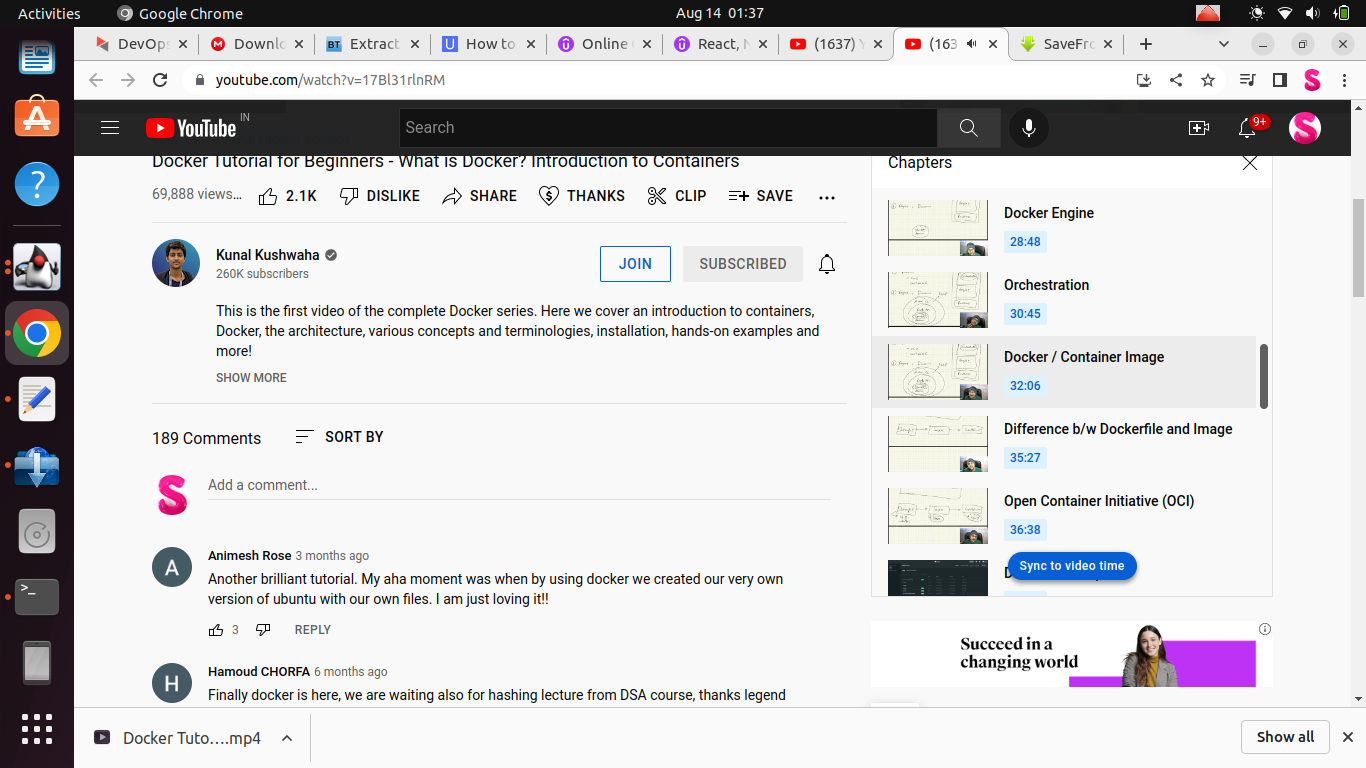 Activities
Google Chrome
Aug 14 01:37
DevOps
Downlo
BT Extract
U How to
Online
React, N
(1637) Y
(163
SaveFro
youtube.com/watch?v=17Bl31rlnRM
YouTube IN
Search
9+
Docker Tutorial for Beginners - What is Docker? Introduction to Containers
69,888 views...
2.1K
DISLIKE
SHARE
THANKS
CLIP
SAVE
Kunal Kushwaha
260K subscribers
JOIN
SUBSCRIBED
This is the first video of the complete Docker series. Here we cover an introduction to containers,
Docker, the architecture, various concepts and terminologies, installation, hands-on examples and
more!
SHOW MORE
189 Comments
SORT BY
Add a comment...
A
Animesh Rose 3 months ago
Another brilliant tutorial. My aha moment was when by using docker we created our very own
version of ubuntu with our own files. I am just loving it!!
3
REPLY
H
Hamoud CHORFA 6 months ago
Finally docker is here, we are waiting also for hashing lecture from DSA course, thanks legend
Chapters
Docker Engine
28:48
Orchestration
30:45
Docker / Container Image
32:06
Difference b/w Dockerfile and Image
35:27
Open Container Initiative (OCI)
36:38
Sync to video time
Succeed in a
changing world
Docker Tuto....mp4
Show all